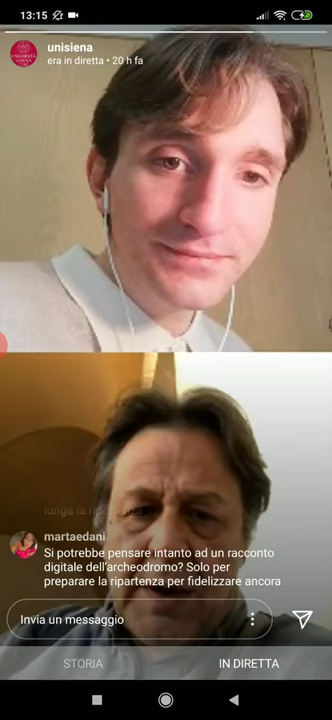 13:15
unisiena
era in diretta • 20 h fa
lunga la
martaedani
Si potrebbe pensare intanto ad un racconto
digitale dell'archeodromo? Solo per
preparare la ripartenza per fidelizzare ancora
Invia un messaggio
STORIA
IN DIRETTA